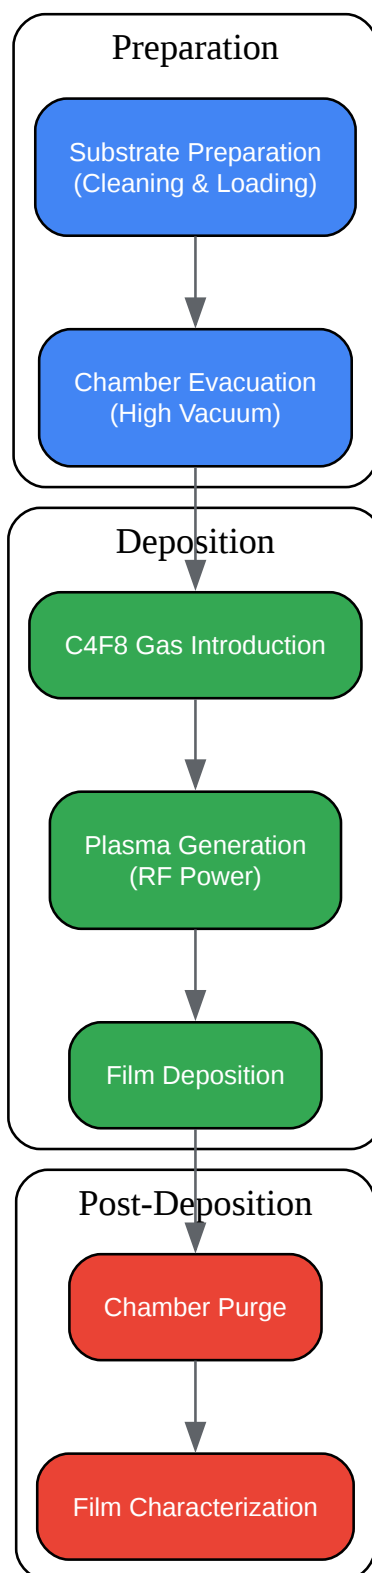 Preparation
Substrate Preparation
(Cleaning & Loading)
Chamber Evacuation
(High Vacuum)
Deposition
C4F8 Gas Introduction
Plasma Generation
(RF Power)
Film Deposition
Post-Deposition
Chamber Purge
Film Characterization